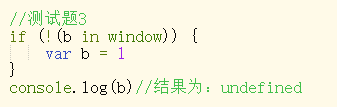 //测试题3
if (!(b in window)) {
    var b = 1
}
console.log(b)//结果为：undefined